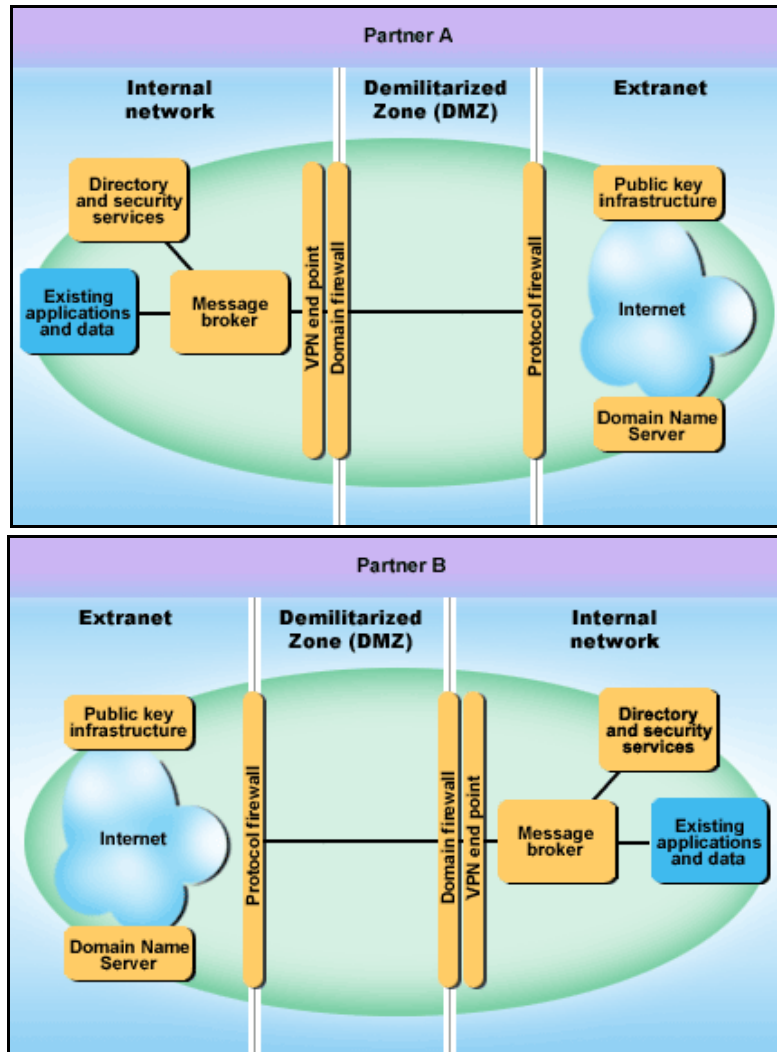 Partner A
Internal
network
Demilitarized
Zone (DMZ)
Extranet
Directory
and security
services
Public key
infrastructure
Existing
applications
and data
Message
broker
VPN end point
Domain firewall
Protocol firewall
Internet
Domain Name
Server
Partner B
Extranet
Demilitarized
Zone (DMZ)
Internal
network
Public key
infrastructure
Directory
and security
services
Internet
Protocol firewall
Domain firewall
VPN end point
Message
broker
Existing
applications
and data
Domain Name
Server